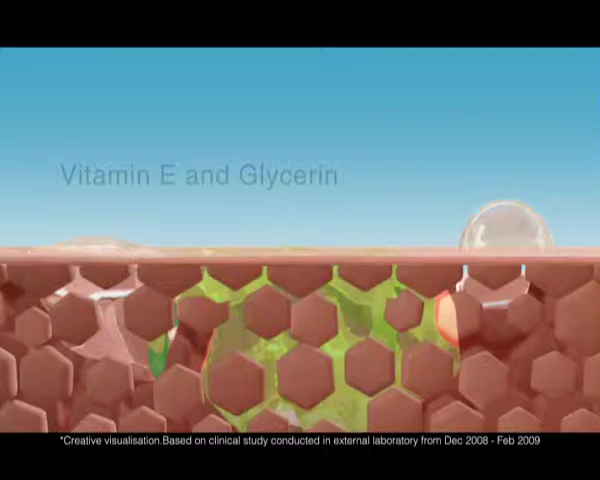 Vitamin E and Glycerin
*Creative visualisation.Based on clinical study conducted in external laboratory from Dec 2008 - Feb 2009